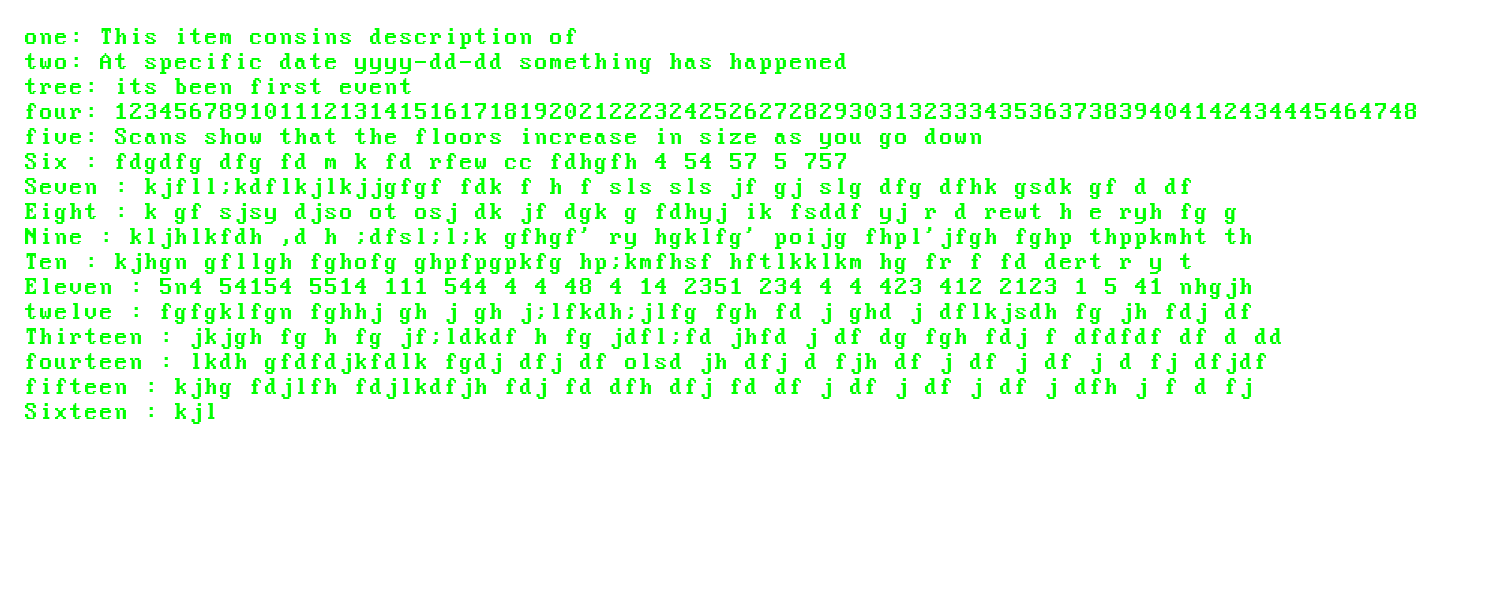 one: This item consins description of
two: At specific date yyyy-dd-dd something has happened
tree: its been first event
four: 123456789101112131415161718192021222324252627282930313233343536373839404142434445464748
five: Scans show that the floors increase in size as you go down
Six : fdgdfg dfg fd m k fd rfew cc fdhgfh 4 54 57 5 757
Seven : kjfll;kdflkjlkjjgfgf fdk f h f sls sls jf gj slg dfg dfhk gsdk gf d df
Eight : k gf sjsy djso ot osj dk jf dgk g fdhyj ik fsddf yj r d rewt h e ryh fg g
Nine : kljhlkfdh ,d h ;dfsl;l;k gfhgf' ry hgklfg' poijg fhpl'jfgh fghp thppkmht th
Ten : kjhgn gfllgh fghofg ghpfpgpkfg hp;kmfhsf hftlkklkm hg fr f fd dert r y t
Eleven : 5n4 54154 5514 111 544 4 4 48 4 14 2351 234 4 4 423 412 2123 1 5 41 nhgjh
twelve : fgfgklfgn fghhj gh j gh j;lfkdh;jlfg fgh fd j ghd j dflkjsdh fg jh fdj df
Thirteen : jkjgh fg h fg jf;ldkdf h fg jdfl;fd jhfd j df dg fgh fdj f dfdfdf df d dd
fourteen : lkdh gfdfdjkfdlk fgdj dfj df olsd jh dfj d fjh df j df j df j d fj dfjdf
fifteen : kjhg fdjlfh fdjlkdfjh fdj fd dfh dfj fd df j df j df j df j dfh j f d fj
Sixteen : kjl